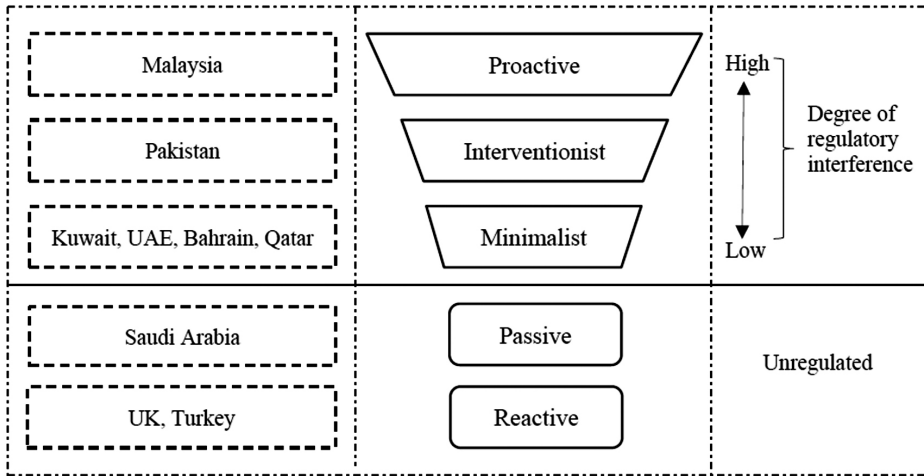 Malaysia
Proactive
High
Degree of
regulatory
interference
Pakistan
Interventionist
Kuwait, UAE, Bahrain, Qatar
Minimalist
Low
Saudi Arabia
Passive
Unregulated
UK, Turkey
Reactive